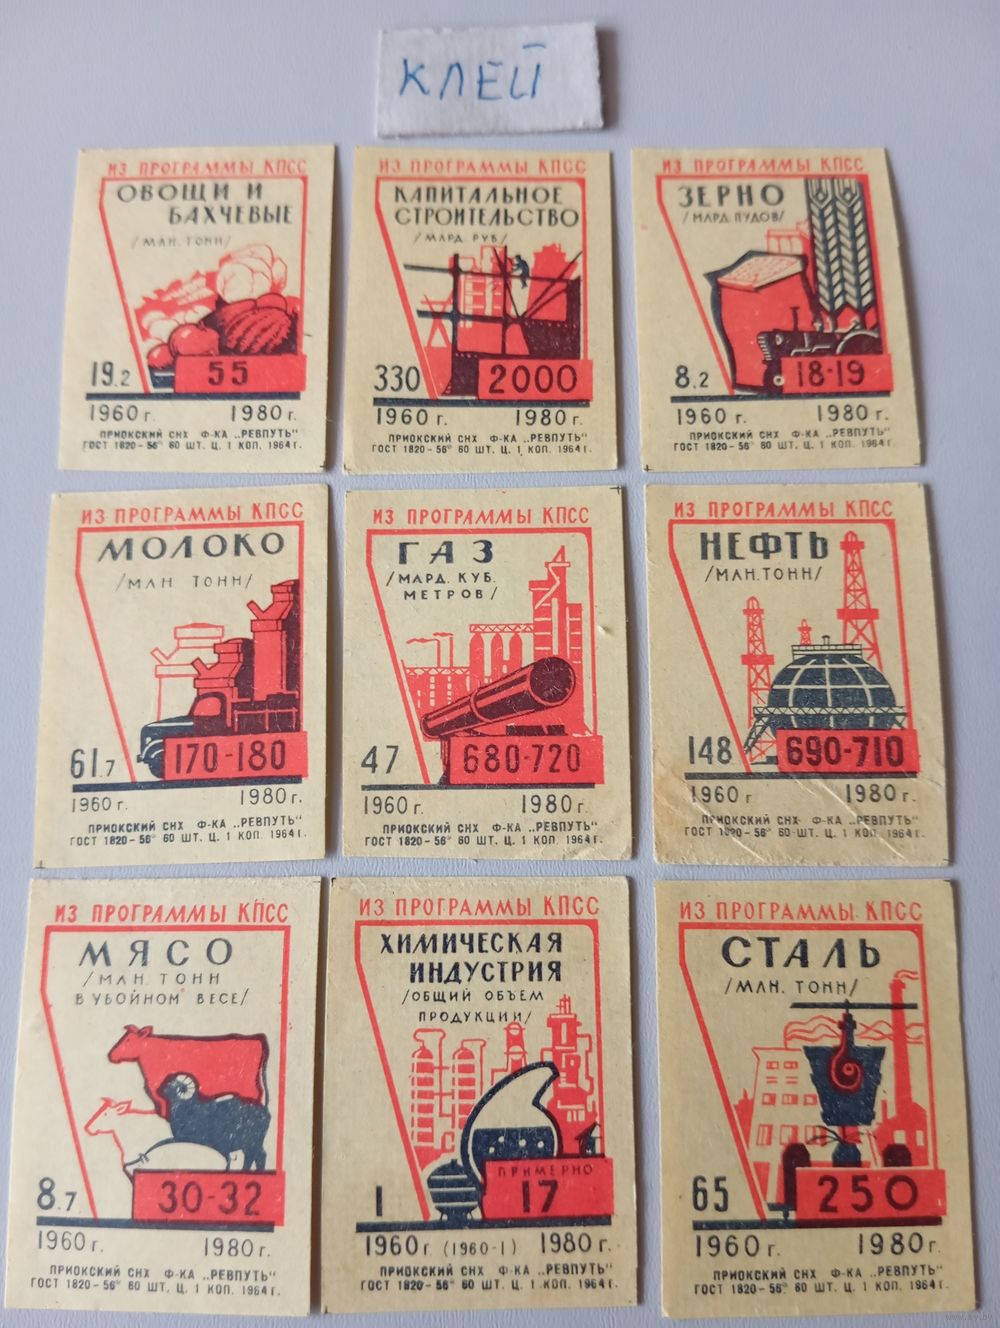 КЛЕЙ
ИЗ ПРОГРАММЫ КПСС
ОВОЩИ И
БАХЧЕВЫЕ
/МЛН. ТОНН/
19.2 55
1960 г. 1980 г.
ПРИОКСКИЙ СНХ Ф-КА „РЕВПУТЬ"
ГОСТ 1820-56" 60 ШТ. Ц. 1 КОП. 1964 г.
ИЗ ПРОГРАММЫ КПСС
КАПИТАЛЬНОЕ
СТРОИТЕЛЬСТВО
/МЛРД. РУБ/
330 2000
1960 г. 1980 г.
ПРИОКСКИЙ СНХ Ф-КА „РЕВПУТЬ"
ГОСТ 1820-56" 60 ШТ. Ц. 1 КОП. 1964 г.
ИЗ ПРОГРАММЫ КПСС
ЗЕРНО
/МЛРД. ПУДОВ/
8.2 18-19
1960 г. 1980 г.
ПРИОКСКИЙ СНХ Ф-КА „РЕВПУТЬ"
ГОСТ 1820-56" 60 ШТ. Ц. 1 КОП. 1964 г.
ИЗ ПРОГРАММЫ КПСС
МОЛОКО
/МЛН ТОНН/
61.7 170-180
1960 г. 1980 г.
ПРИОКСКИЙ СНХ Ф-КА „РЕВПУТЬ"
ГОСТ 1820-56" 60 ШТ. Ц. 1 КОП. 1964 г.
ИЗ ПРОГРАММЫ КПСС
ГАЗ
/МЛРД. КУБ.
МЕТРОВ/
47 680-720
1960 г. 1980 г.
ПРИОКСКИЙ СНХ Ф-КА „РЕВПУТЬ"
ГОСТ 1820-56" 60 ШТ. Ц. 1 КОП. 1964 г.
ИЗ ПРОГРАММЫ КПСС
НЕФТЬ
/МЛН. ТОНН/
148 690-710
1960 г 1980 г.
ПРИОКСКИЙ СНХ Ф-КА „РЕВПУТЬ"
ГОСТ 1820-56" 60 ШТ. Ц. 1 КОП. 1964 г.
ИЗ ПРОГРАММЫ КПСС
МЯСО
/МЛН. ТОНН
В УБОЙНОМ ВЕСЕ/
8.7 30-32
1960 г. 1980 г.
ПРИОКСКИЙ СНХ Ф-КА „РЕВПУТЬ"
ГОСТ 1820-56" 60 ШТ. Ц. 1 КОП. 1964 г.
ИЗ ПРОГРАММЫ КПСС
ХИМИЧЕСКАЯ
ИНДУСТРИЯ
/ОБЩИЙ ОБЪЕМ
ПРОДУКЦИИ/
ПРИМЕРНО
1 17
1960 г. (1960-1) 1980 г.
ПРИОКСКИЙ СНХ Ф-КА „РЕВПУТЬ"
ГОСТ 1820-56" 60 ШТ. Ц. 1 КОП. 1964 г.
ИЗ ПРОГРАММЫ КПСС
СТАЛЬ
/МЛН. ТОНН/
65 250
1960 г. 1980 г.
ПРИОКСКИЙ СНХ Ф-КА „РЕВПУТЬ"
ГОСТ 1820-56" 60 ШТ. Ц. 1 КОП. 1964 г.